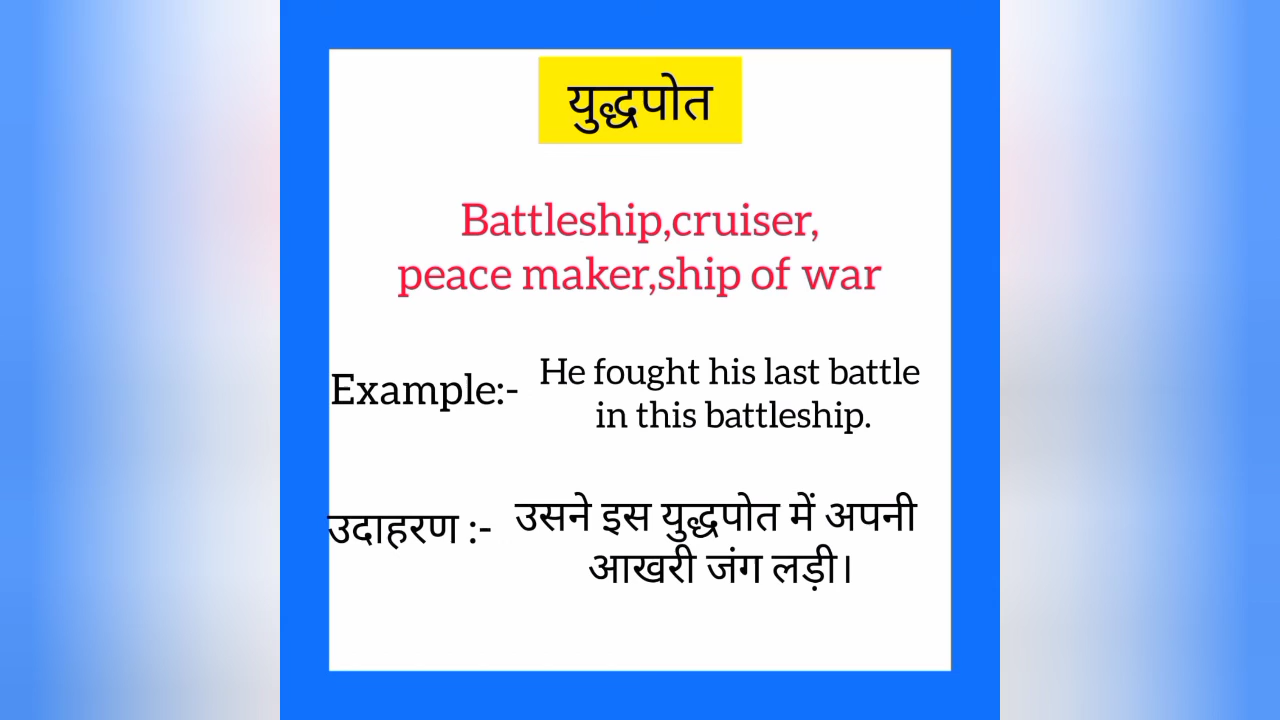 युद्धपोत
Battleship,cruiser,
peace maker,ship of war
Example:- He fought his last battle
in this battleship.
उदाहरण :- उसने इस युद्धपोत में अपनी
आखरी जंग लड़ी।